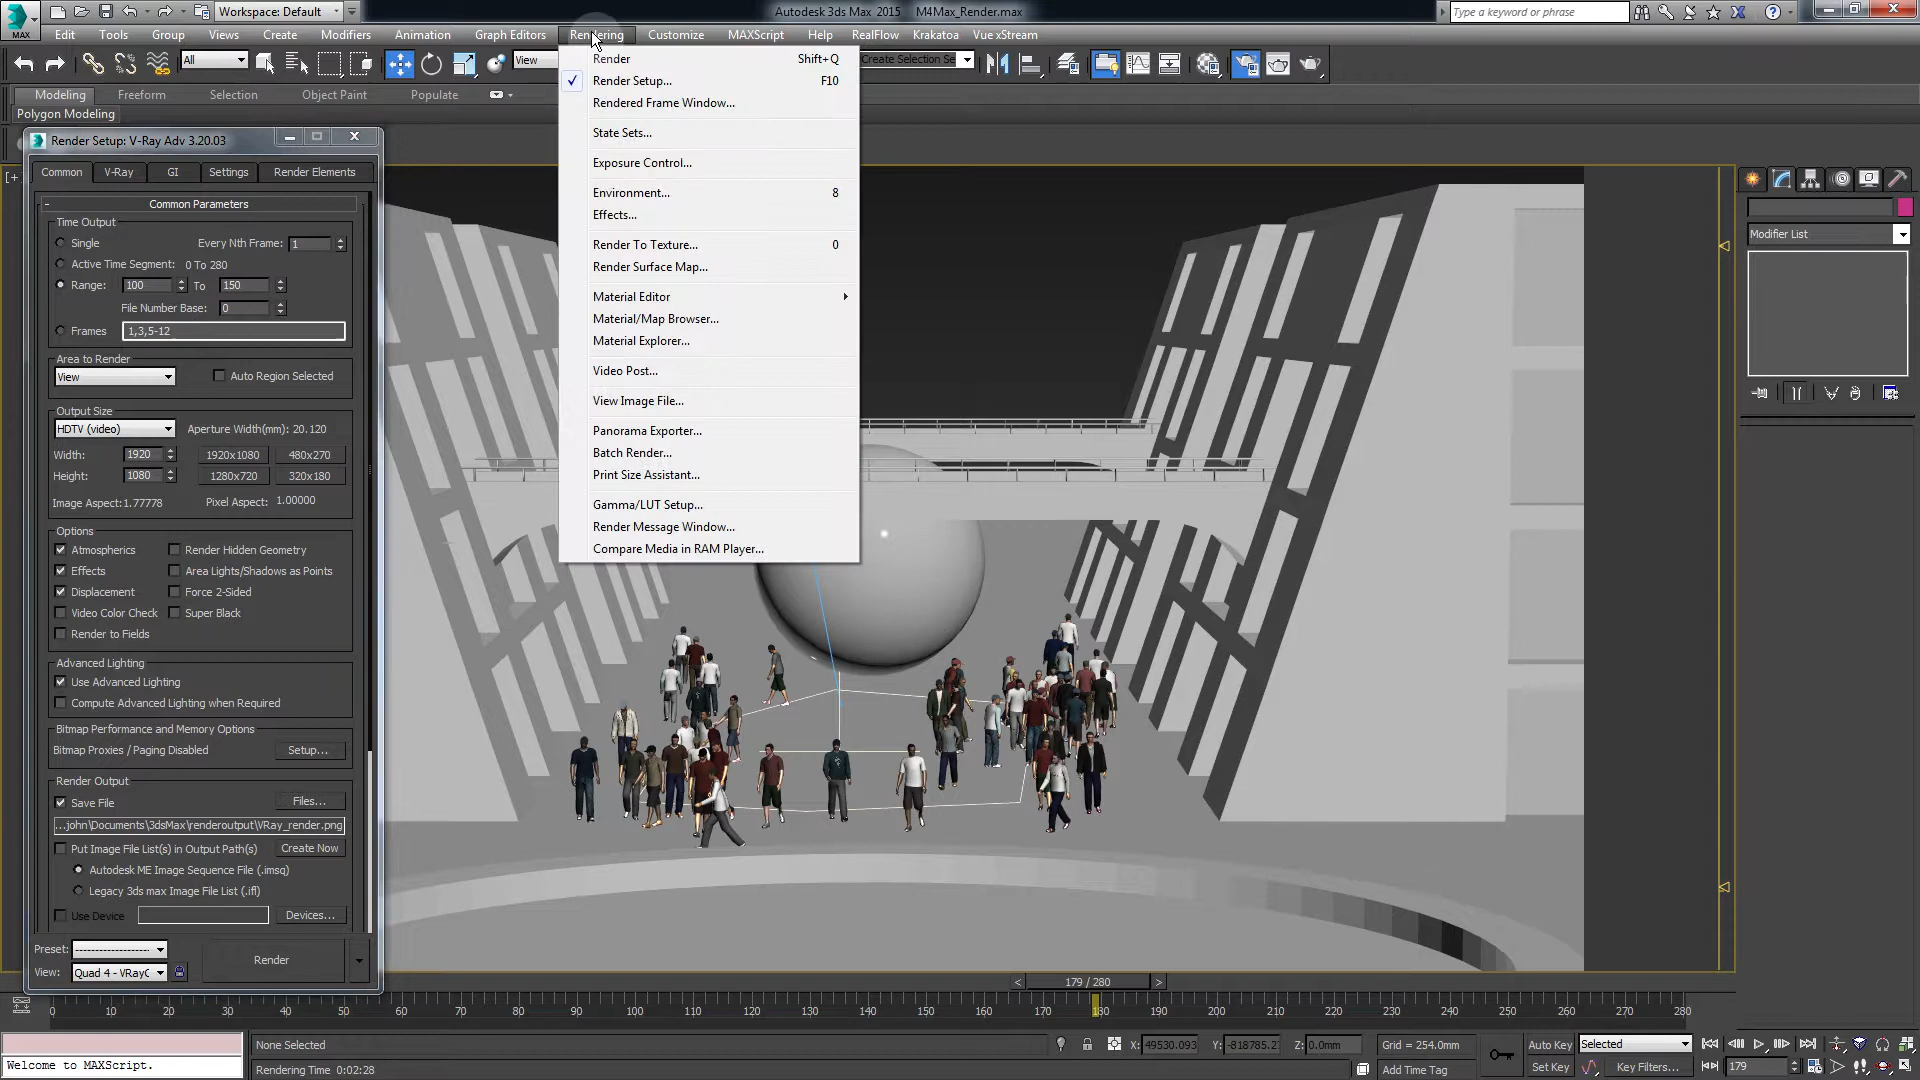 MAX
Workspace: Default
Autodesk 3ds Max 2015 M4Max_Render.max
Type a keyword or phrase
Edit Tools Group Views Create Modifiers Animation Graph Editors Rendering Customize MAXScript Help RealFlow Krakatoa Vue xStream
All
View
Create Selection Se
Modeling Freeform Selection Object Paint Populate
Polygon Modeling
Render Shift+Q
Render Setup... F10
Rendered Frame Window...
State Sets...
Exposure Control...
Environment... 8
Effects...
Render To Texture... 0
Render Surface Map...
Material Editor
Material/Map Browser...
Material Explorer...
Video Post...
View Image File...
Panorama Exporter...
Batch Render...
Print Size Assistant...
Gamma/LUT Setup...
Render Message Window...
Compare Media in RAM Player...
Render Setup: V-Ray Adv 3.20.03
Common V-Ray GI Settings Render Elements
Common Parameters
Time Output
Single Every Nth Frame: 1
Active Time Segment: 0 To 280
Range: 100 To 150
File Number Base: 0
Frames 1,3,5-12
Area to Render
View Auto Region Selected
Output Size
HDTV (video) Aperture Width(mm): 20.120
Width: 1920 1920x1080 480x270
Height: 1080 1280x720 320x180
Image Aspect:1.77778 Pixel Aspect: 1.00000
Options
Atmospherics Render Hidden Geometry
Effects Area Lights/Shadows as Points
Displacement Force 2-Sided
Video Color Check Super Black
Render to Fields
Advanced Lighting
Use Advanced Lighting
Compute Advanced Lighting when Required
Bitmap Performance and Memory Options
Bitmap Proxies / Paging Disabled Setup...
Render Output
Save File Files...
...john\Documents\3dsMax\renderoutput\VRay_render.png
Put Image File List(s) in Output Path(s) Create Now
Autodesk ME Image Sequence File (.imsq)
Legacy 3ds max Image File List (.ifl)
Use Device Devices...
Preset: --------------------
View: Quad 4 - VRayC
Render
[+]
Modifier List
< 179 / 280 >
0 10 20 30 40 50 60 70 80 90 100 110 120 130 140 150 160 170 180 190 200 210 220 230 240 250 260 270 280
None Selected X: 49530.093 Y: -818785.2 Z: 0.0mm Grid = 254.0mm Auto Key Selected
Welcome to MAXScript. Rendering Time 0:02:28 Add Time Tag Set Key Key Filters... 179